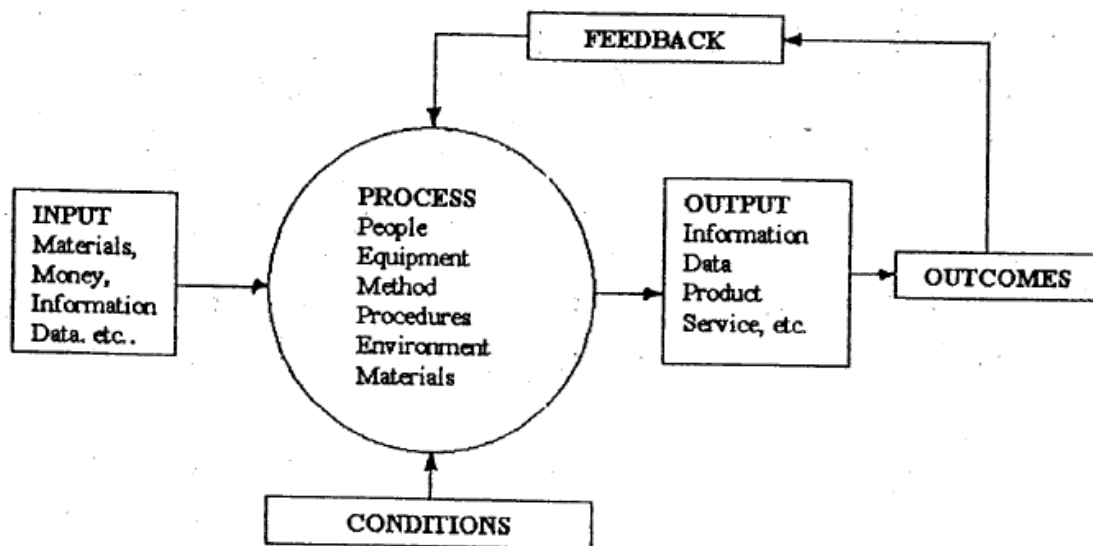 FEEDBACK
INPUT
Materials,
Money,
Information
Data. etc..
PROCESS
People
Equipment
Method
Procedures
Environment
Materials
OUTPUT
Information
Data
Product
Service, etc.
OUTCOMES
CONDITIONS